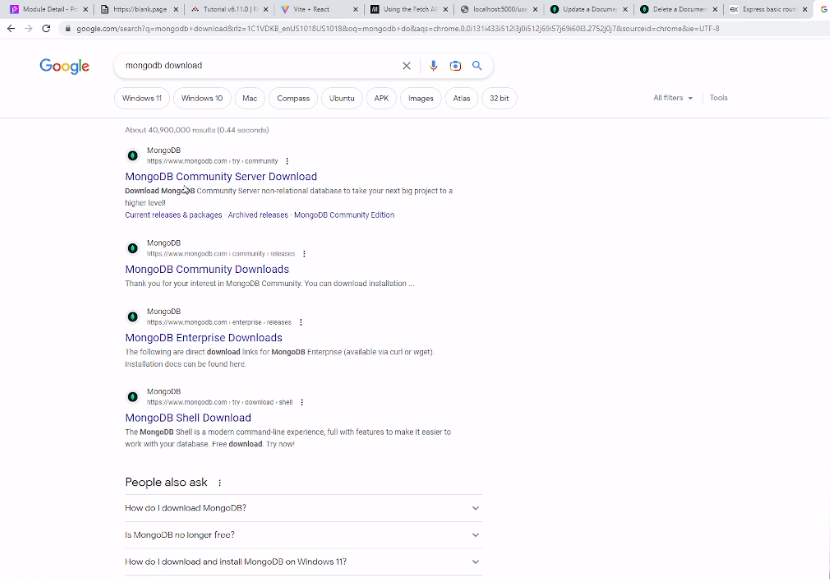 Module Detail - Po
https://blank.page
Tutorial v6.11.0 | R
Vite + React
Using the Fetch AP
localhost:5000/use
Update a Documen
Delete a Documen
Express basic rout
google.com/search?q=mongodb+download&rlz=1C1VDKB_enUS1018US1018&oq=mongodb+do&aqs=chrome.0.0i131i433i512l3j0i512j69i57j69i60l3.2752j0j7&sourceid=chrome&ie=UTF-8
Google
mongodb download
Windows 11
Windows 10
Mac
Compass
Ubuntu
APK
Images
Atlas
32 bit
All filters
Tools
About 40,900,000 results (0.44 seconds)
MongoDB
https://www.mongodb.com › try › community
MongoDB Community Server Download
Download MongoDB Community Server non-relational database to take your next big project to a
higher level!
Current releases & packages · Archived releases · MongoDB Community Edition
MongoDB
https://www.mongodb.com › community › releases
MongoDB Community Downloads
Thank you for your interest in MongoDB Community. You can download installation ...
MongoDB
https://www.mongodb.com › enterprise › releases
MongoDB Enterprise Downloads
The following are direct download links for MongoDB Enterprise (available via curl or wget).
Installation docs can be found here.
MongoDB
https://www.mongodb.com › try › download › shell
MongoDB Shell Download
The MongoDB Shell is a modern command-line experience, full with features to make it easier to
work with your database. Free download. Try now!
People also ask
How do I download MongoDB?
Is MongoDB no longer free?
How do I download and install MongoDB on Windows 11?